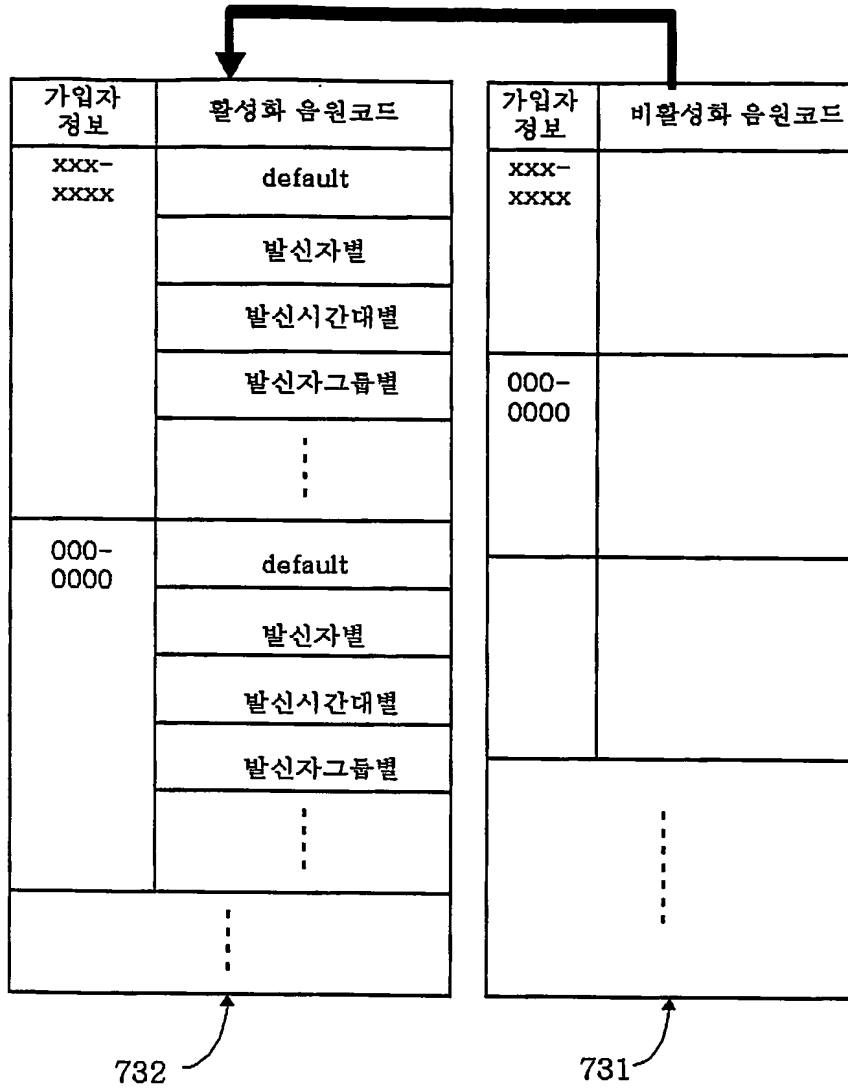 가입자
정보
활성화 음원코드
xxx-
xxxx
default
발신자별
발신시간대별
발신자그룹별
000-
0000
default
발신자별
발신시간대별
발신자그룹별
732
가입자
정보
비활성화 음원코드
xxx-
xxxx
000-
0000
731